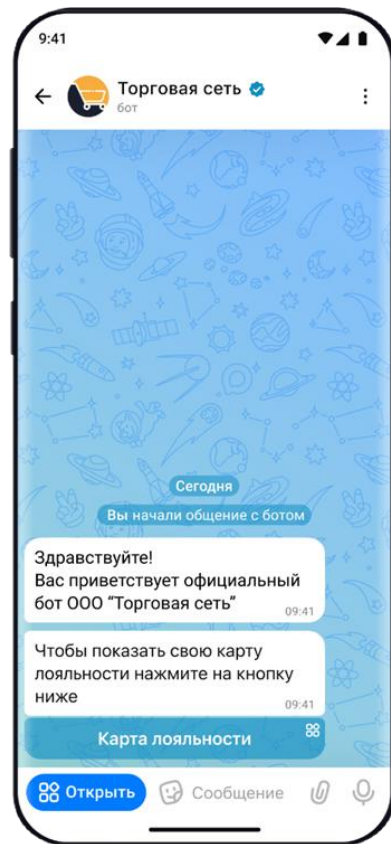 9:41
Торговая сеть
бот
Сегодня
Вы начали общение с ботом
Здравствуйте!
Вас приветствует официальный
бот ООО “Торговая сеть”
09:41
Чтобы показать свою карту
лояльности нажмите на кнопку
ниже
09:41
Карта лояльности
Открыть
Сообщение